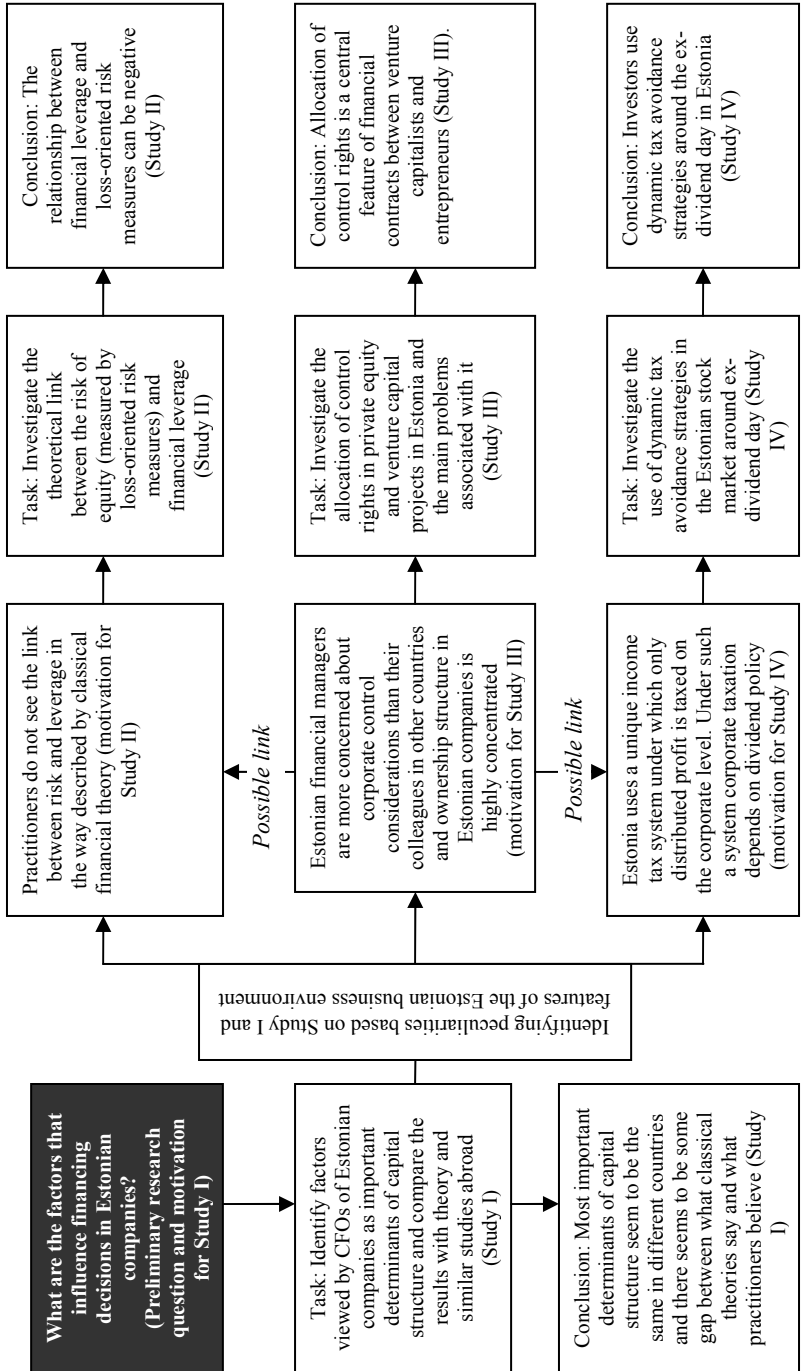 What are the factors that
influence financing
decisions in Estonian
companies?
(Preliminary research
question and motivation
for Study I)
Task: Identify factors
viewed by CFOs of Estonian
companies as important
determinants of capital
structure and compare the
results with theory and
similar studies abroad
(Study I)
Conclusion: Most important
determinants of capital
structure seem to be the
same in different countries
and there seems to be some
gap between what classical
theories say and what
practitioners believe (Study
I)
Identifying peculiarities based on Study I and
features of the Estonian business environment
Practitioners do not see the link
between risk and leverage in
the way described by classical
financial theory (motivation for
Study II)
Possible link
Estonian financial managers
are more concerned about
corporate control
considerations than their
colleagues in other countries
and ownership structure in
Estonian companies is
highly concentrated
(motivation for Study III)
Possible link
Estonia uses a unique income
tax system under which only
distributed profit is taxed on
the corporate level. Under such
a system corporate taxation
depends on dividend policy
(motivation for Study IV)
Task: Investigate the
theoretical link
between the risk of
equity (measured by
loss-oriented risk
measures) and
financial leverage
(Study II)
Task: Investigate the
allocation of control
rights in private equity
and venture capital
projects in Estonia and
the main problems
associated with it
(Study III)
Task: Investigate the
use of dynamic tax
avoidance strategies in
the Estonian stock
market around ex-
dividend day (Study
IV)
Conclusion: The
relationship between
financial leverage and
loss-oriented risk
measures can be negative
(Study II)
Conclusion: Allocation of
control rights is a central
feature of financial
contracts between venture
capitalists and
entrepreneurs (Study III).
Conclusion: Investors use
dynamic tax avoidance
strategies around the ex-
dividend day in Estonia
(Study IV)